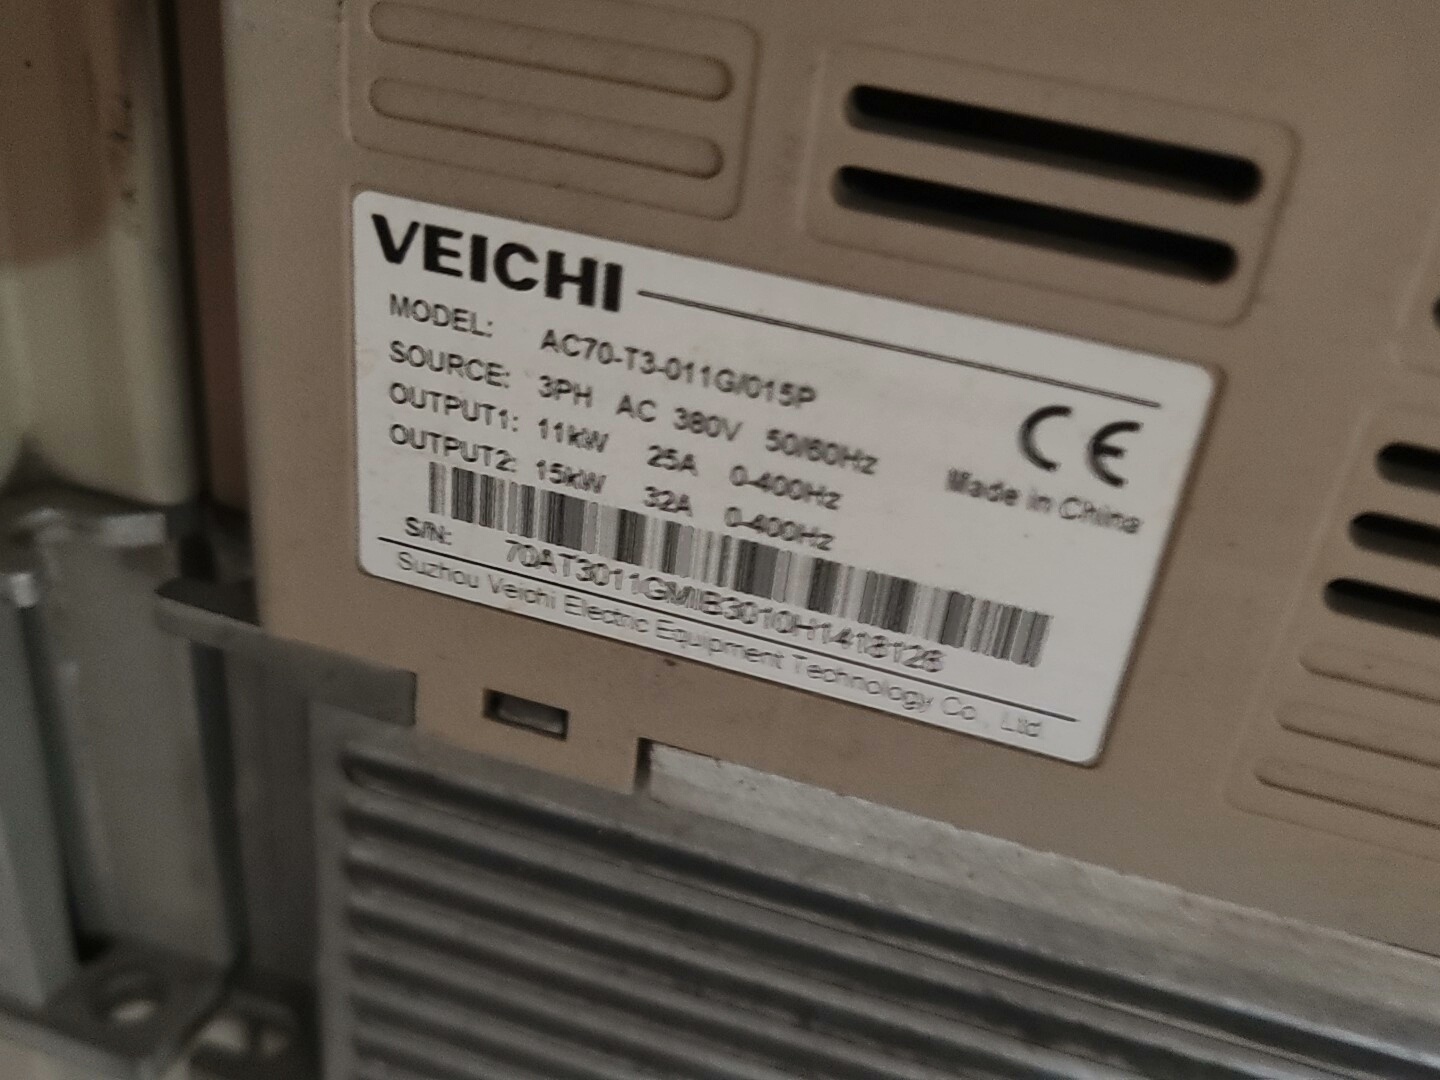 VEICHI
MODEL: AC70-T3-011G/015P
SOURCE: 3PH AC 380V 50/60Hz
OUTPUT1: 11kW 25A 0-400Hz
OUTPUT2: 15kW 32A 0-400Hz
CE
Made in China
S/N: 7DAT3011GMIB3010H1418126
Suzhou Veichi Electric Equipment Technology Co., Ltd